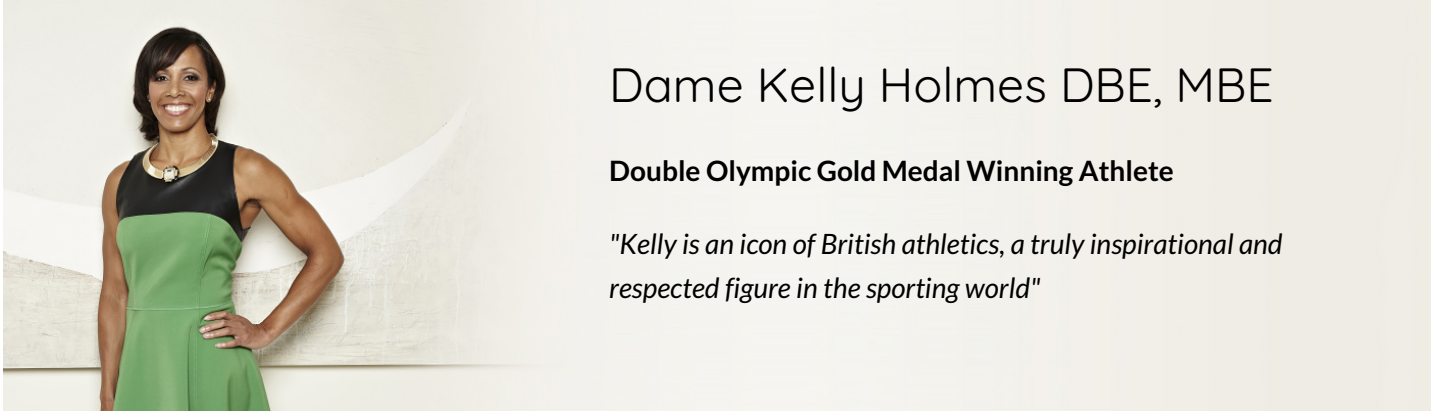 Dame Kelly Holmes DBE, MBE
Double Olympic Gold Medal Winning Athlete
"Kelly is an icon of British athletics, a truly inspirational and
respected figure in the sporting world"